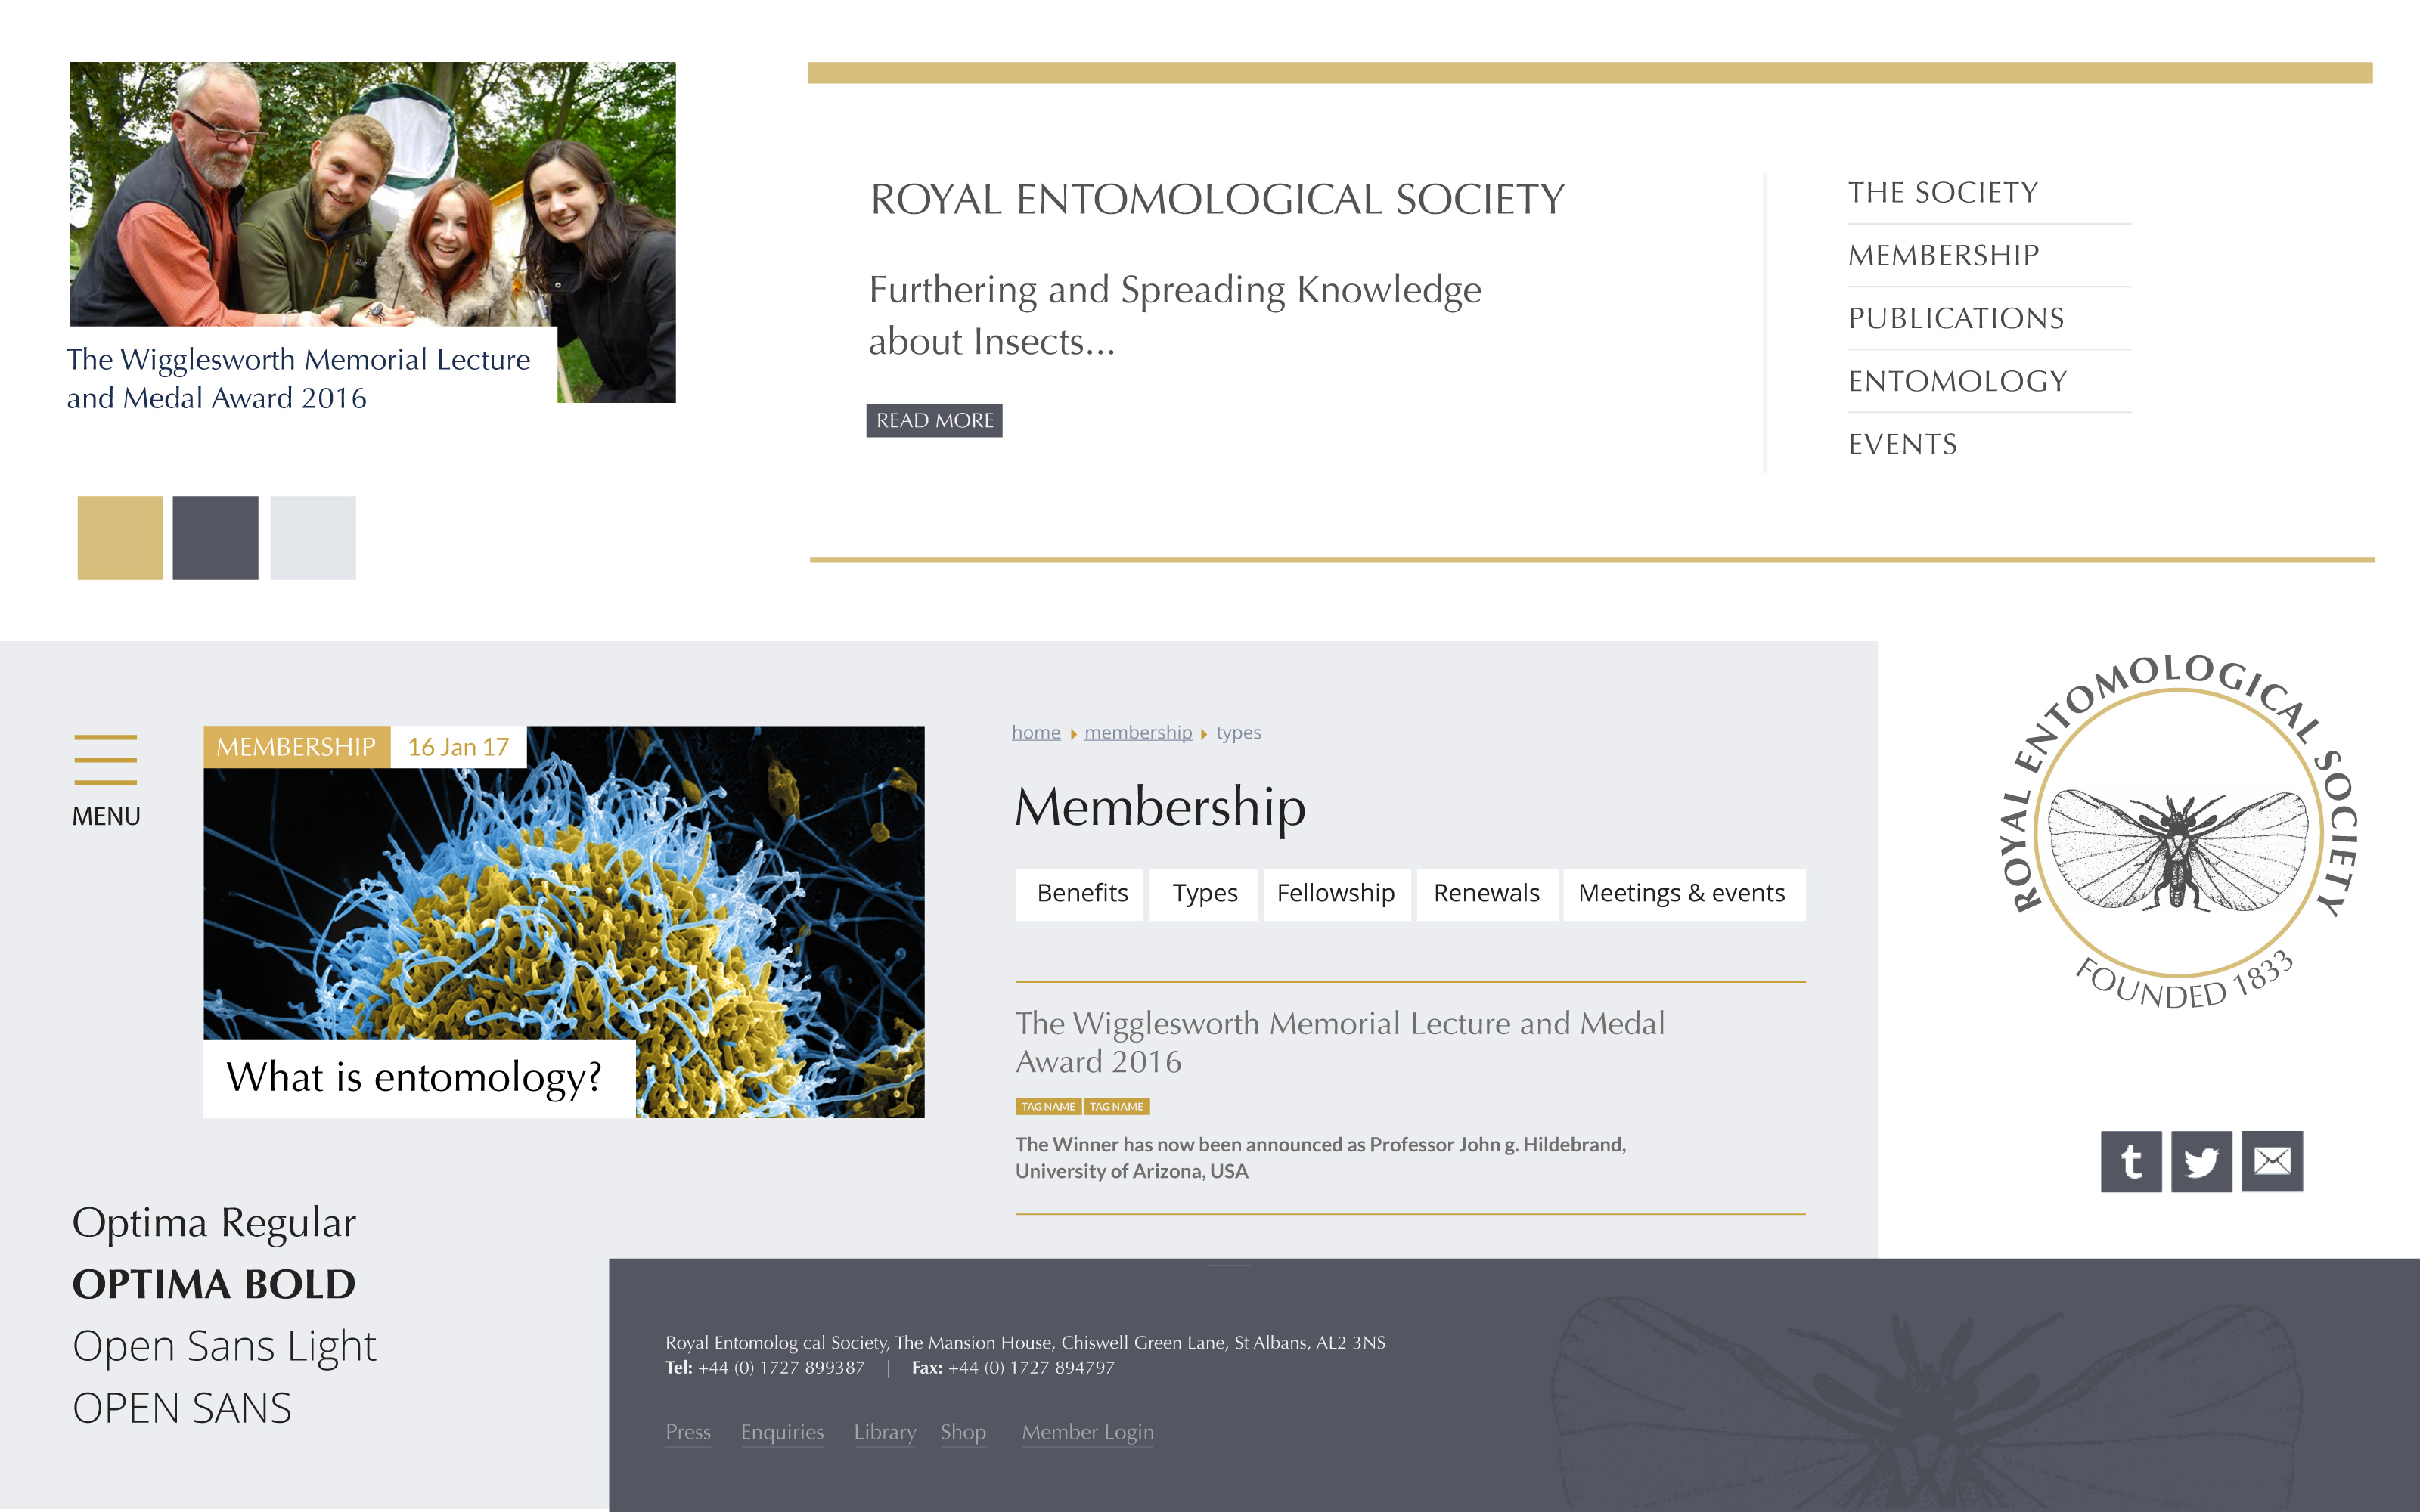 The Wigglesworth Memorial Lecture
and Medal Award 2016
ROYAL ENTOMOLOGICAL SOCIETY
Furthering and Spreading Knowledge
about Insects...
READ MORE
THE SOCIETY
MEMBERSHIP
PUBLICATIONS
ENTOMOLOGY
EVENTS
MENU
MEMBERSHIP 16 Jan 17
What is entomology?
home membership types
Membership
Benefits Types Fellowship Renewals Meetings & events
The Wigglesworth Memorial Lecture and Medal
Award 2016
TAG NAME TAG NAME
The Winner has now been announced as Professor John g. Hildebrand,
University of Arizona, USA
ROYAL ENTOMOLOGICAL SOCIETY
FOUNDED 1833
t
Optima Regular
OPTIMA BOLD
Open Sans Light
OPEN SANS
Royal Entomolog cal Society, The Mansion House, Chiswell Green Lane, St Albans, AL2 3NS
Tel: +44 (0) 1727 899387 | Fax: +44 (0) 1727 894797
Press Enquiries Library Shop Member Login